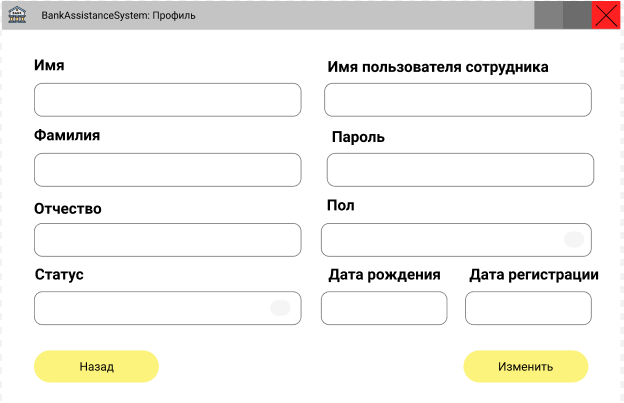 BankAssistanceSystem: Профиль
Имя
Имя пользователя сотрудника
Фамилия
Пароль
Отчество
Пол
Статус
Дата рождения
Дата регистрации
Назад
Изменить